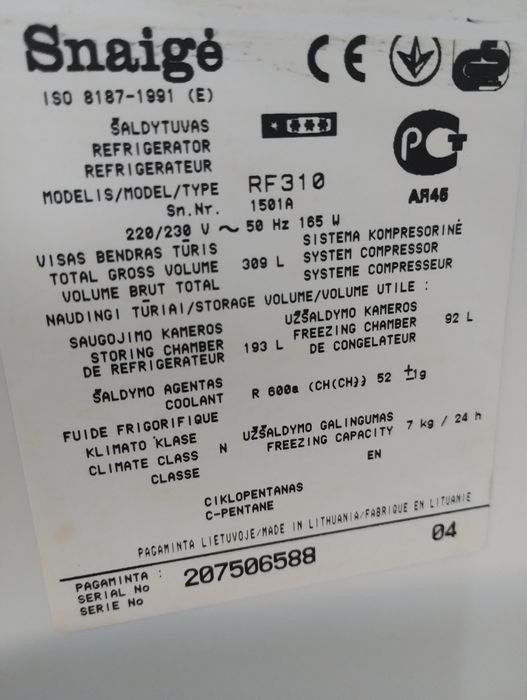 Snaigė
ISO 8187-1991 (E)
ŠALDYTUVAS
REFRIGERATOR
REFRIGERATEUR
MODELIS/MODEL/TYPE RF310
Sn.Nr. 1501A
АЯ46
220/230 V ~ 50 Hz 165 W
VISAS BENDRAS TŪRIS
TOTAL GROSS VOLUME 309 L
VOLUME BRUT TOTAL
SISTEMA KOMPRESORINĖ
SYSTEM COMPRESSOR
SYSTEME COMPRESSEUR
NAUDINGI TŪRIAI/STORAGE VOLUME/VOLUME UTILE :
SAUGOJIMO KAMEROS
STORING CHAMBER 193 L
DE REFRIGERATEUR
UŽŠALDYMO KAMEROS
FREEZING CHAMBER 92 L
DE CONGELATEUR
ŠALDYMO AGENTAS
COOLANT R 600a (CH(CH)) 52 ±1g
FUIDE FRIGORIFIQUE
KLIMATO KLASE
CLIMATE CLASS N
CLASSE
UŽŠALDYMO GALINGUMAS 7 kg / 24 h
FREEZING CAPACITY
EN
CIKLOPENTANAS
C-PENTANE
PAGAMINTA LIETUVOJE/MADE IN LITHUANIA/FABRIQUE EN LITUANIE
PAGAMINTA :
SERIAL No 207506588 04
SERIE No